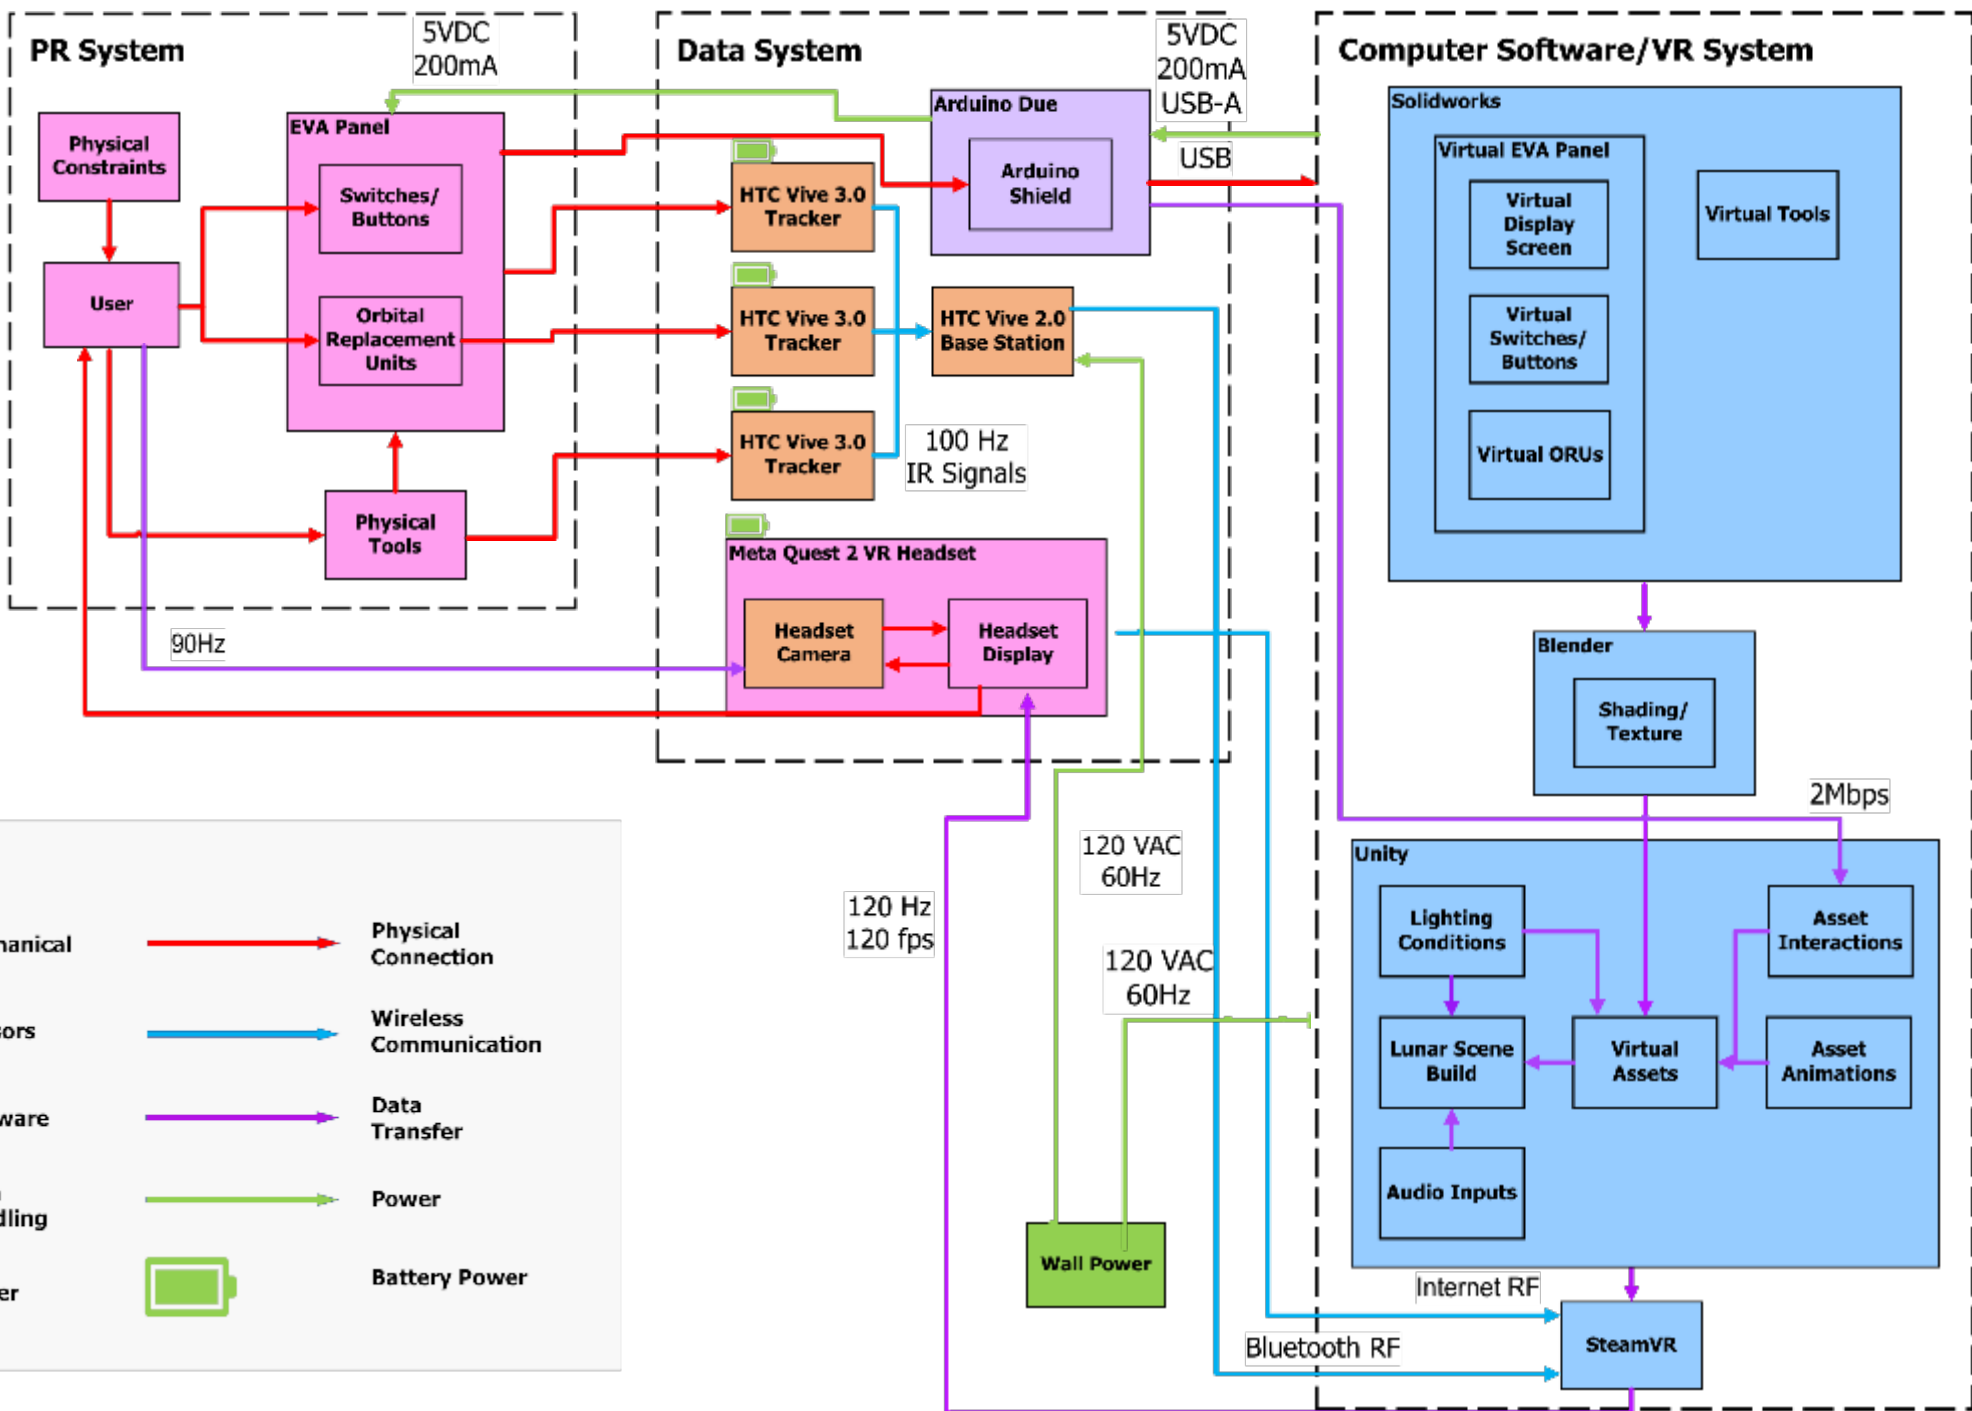 PR System
5VDC
200mA
Physical
Constraints
User
EVA Panel
Switches/
Buttons
Orbital
Replacement
Units
Physical
Tools
90Hz
Data System
Arduino Due
Arduino
Shield
HTC Vive 3.0
Tracker
HTC Vive 3.0
Tracker
HTC Vive 3.0
Tracker
HTC Vive 2.0
Base Station
100 Hz
IR Signals
Meta Quest 2 VR Headset
Headset
Camera
Headset
Display
5VDC
200mA
USB-A
USB
Computer Software/VR System
Solidworks
Virtual EVA Panel
Virtual
Display
Screen
Virtual
Switches/
Buttons
Virtual ORUs
Virtual Tools
Blender
Shading/
Texture
2Mbps
Unity
Lighting
Conditions
Asset
Interactions
Lunar Scene
Build
Virtual
Assets
Asset
Animations
Audio Inputs
Internet RF
SteamVR
Bluetooth RF
120 VAC
60Hz
120 Hz
120 fps
120 VAC
60Hz
Wall Power
Physical
Connection
Wireless
Communication
Data
Transfer
Power
Battery Power